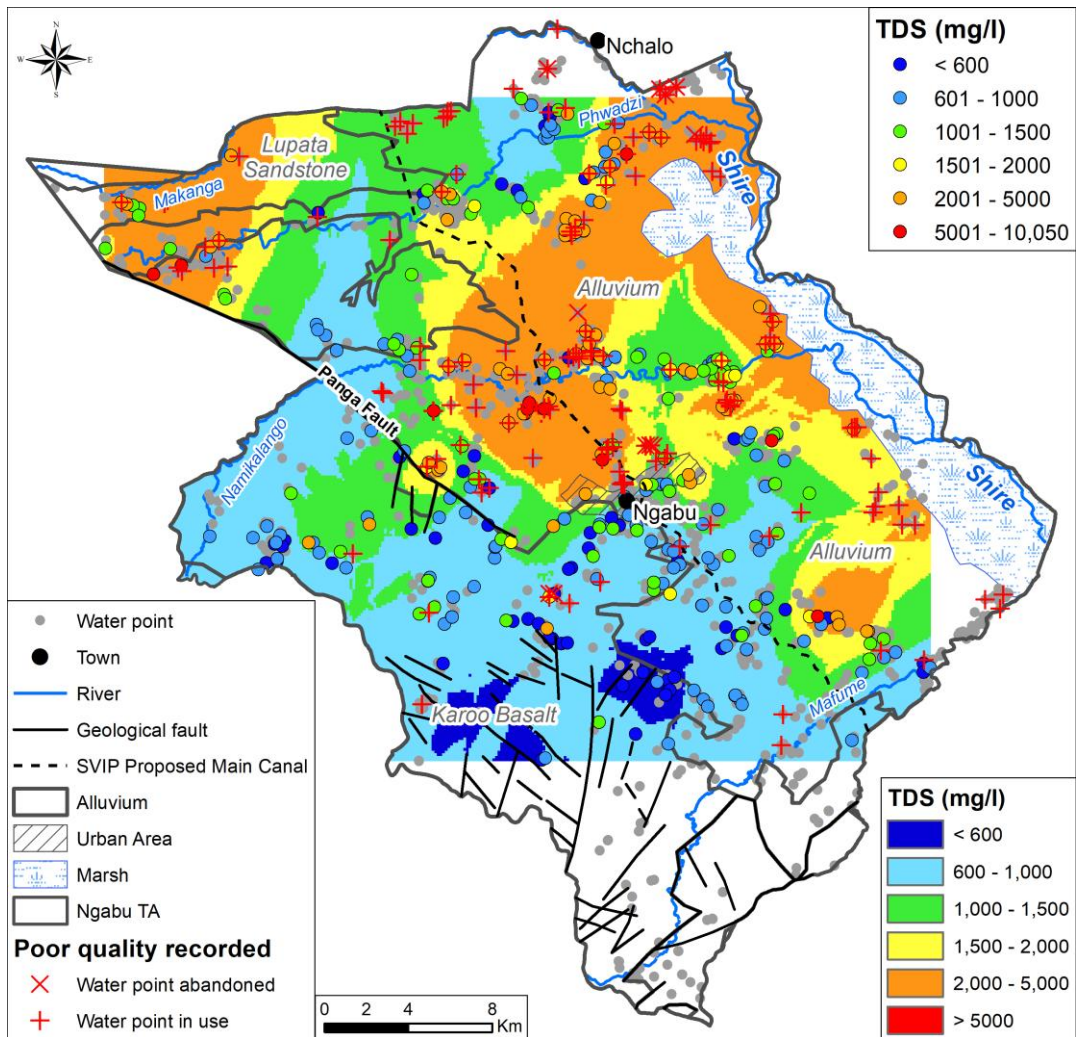 N
W
E
S
Nchalo
Phwadzi
Lupata
Sandstone
Makanga
Shire
Alluvium
Panga Fault
Namikalango
Shire
Ngabu
Alluvium
Mafume
Karoo Basalt
TDS (mg/l)
< 600
601 - 1000
1001 - 1500
1501 - 2000
2001 - 5000
5001 - 10,050
Water point
Town
River
Geological fault
SVIP Proposed Main Canal
Alluvium
Urban Area
Marsh
Ngabu TA
Poor quality recorded
Water point abandoned
Water point in use
0 2 4 8
Km
TDS (mg/l)
< 600
600 - 1,000
1,000 - 1,500
1,500 - 2,000
2,000 - 5,000
> 5000